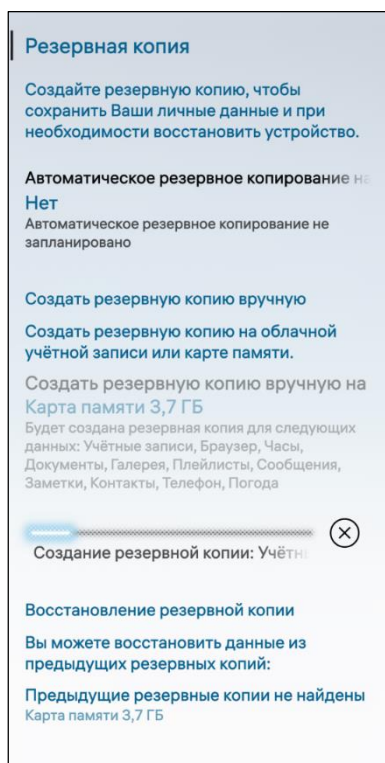 Резервная копия
Создайте резервную копию, чтобы
сохранить Ваши личные данные и при
необходимости восстановить устройство.
Автоматическое резервное копирование на
Нет
Автоматическое резервное копирование не
запланировано
Создать резервную копию вручную
Создать резервную копию на облачной
учётной записи или карте памяти.
Создать резервную копию вручную на
Карта памяти 3,7 ГБ
Будет создана резервная копия для следующих
данных: Учётные записи, Браузер, Часы,
Документы, Галерея, Плейлисты, Сообщения,
Заметки, Контакты, Телефон, Погода
Создание резервной копии: Учётн
Восстановление резервной копии
Вы можете восстановить данные из
предыдущих резервных копий:
Предыдущие резервные копии не найдены
Карта памяти 3,7 ГБ